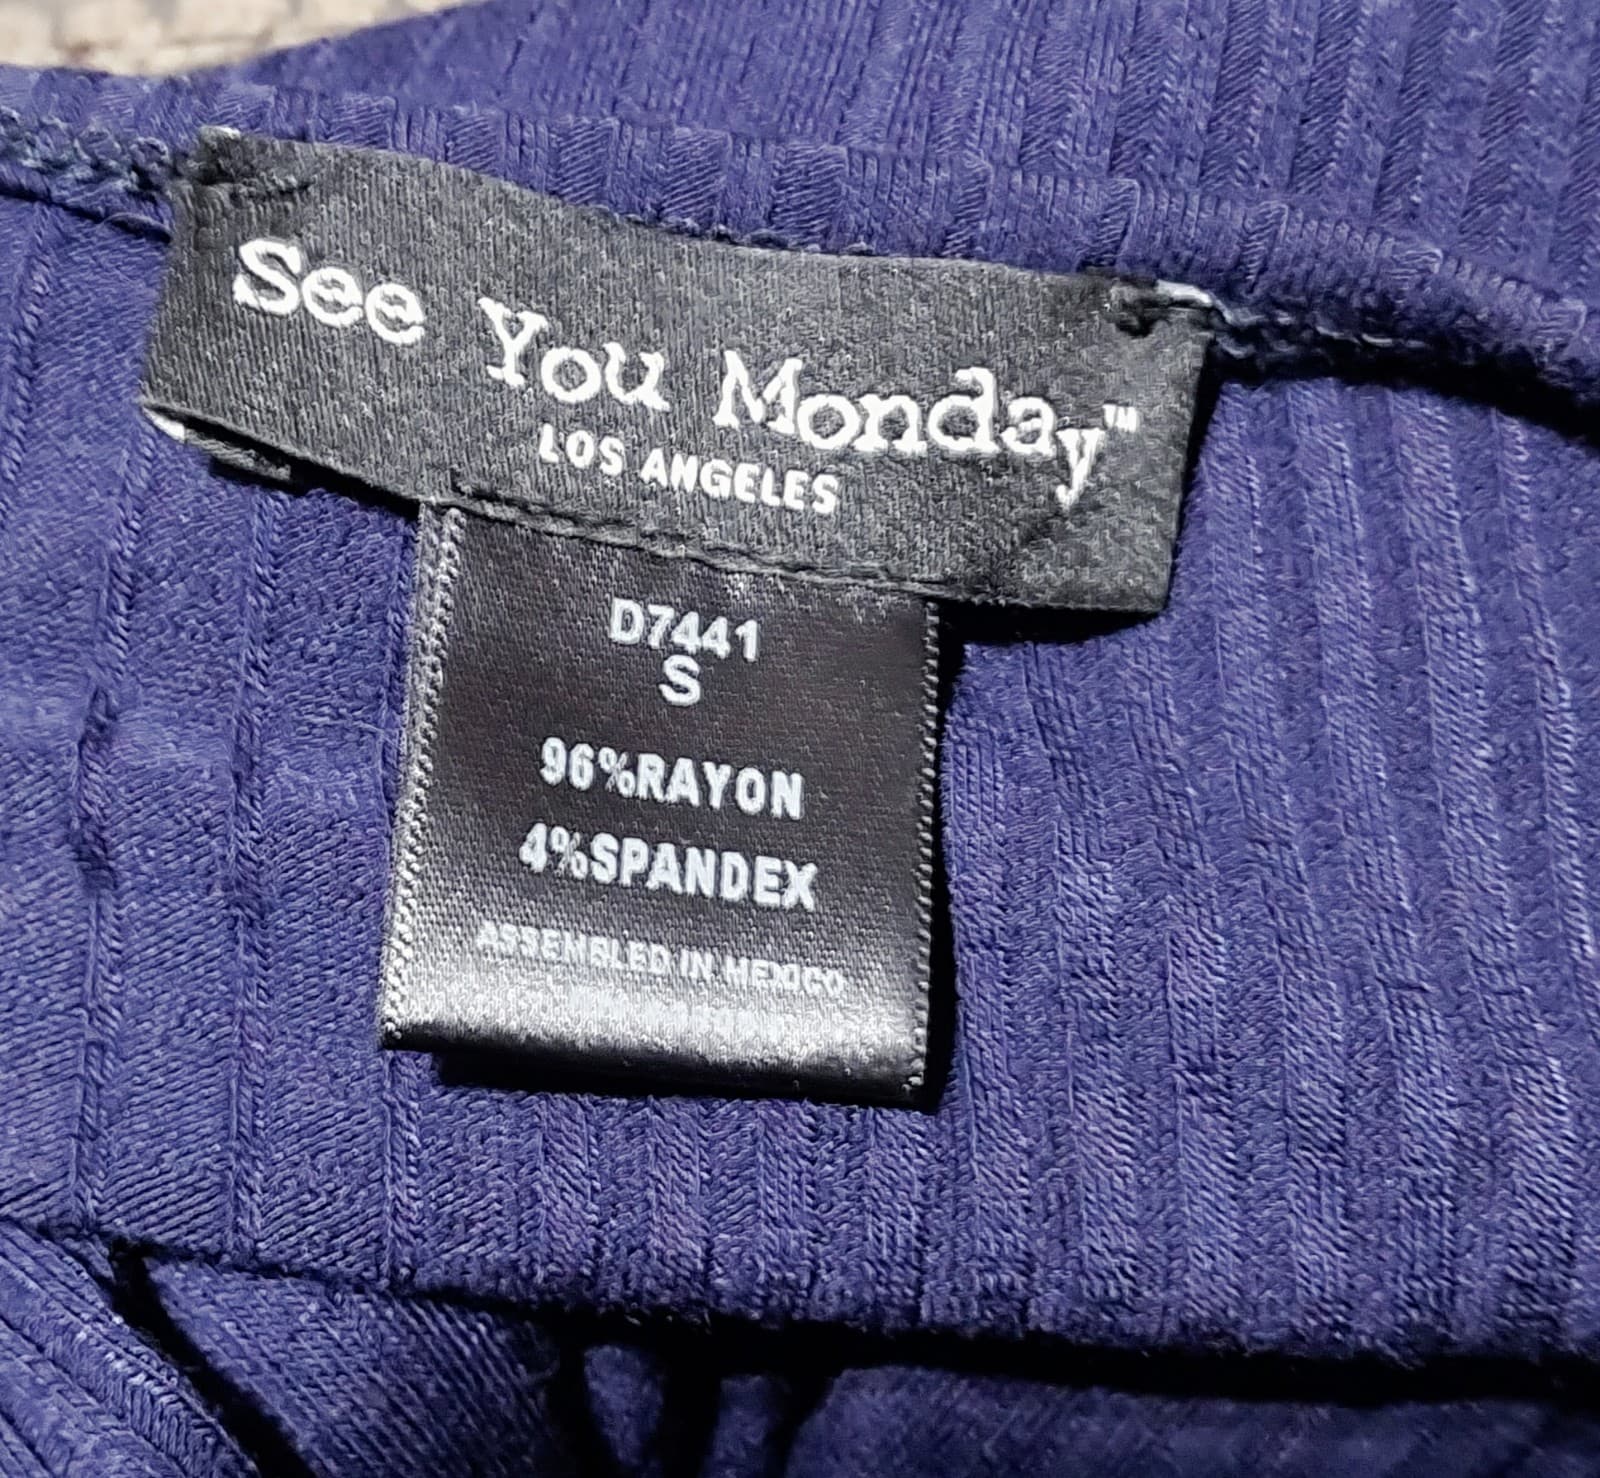 See You Monday™
LOS ANGELES
D7441
S
96%RAYON
4%SPANDEX
ASSEMBLED IN MEXICO